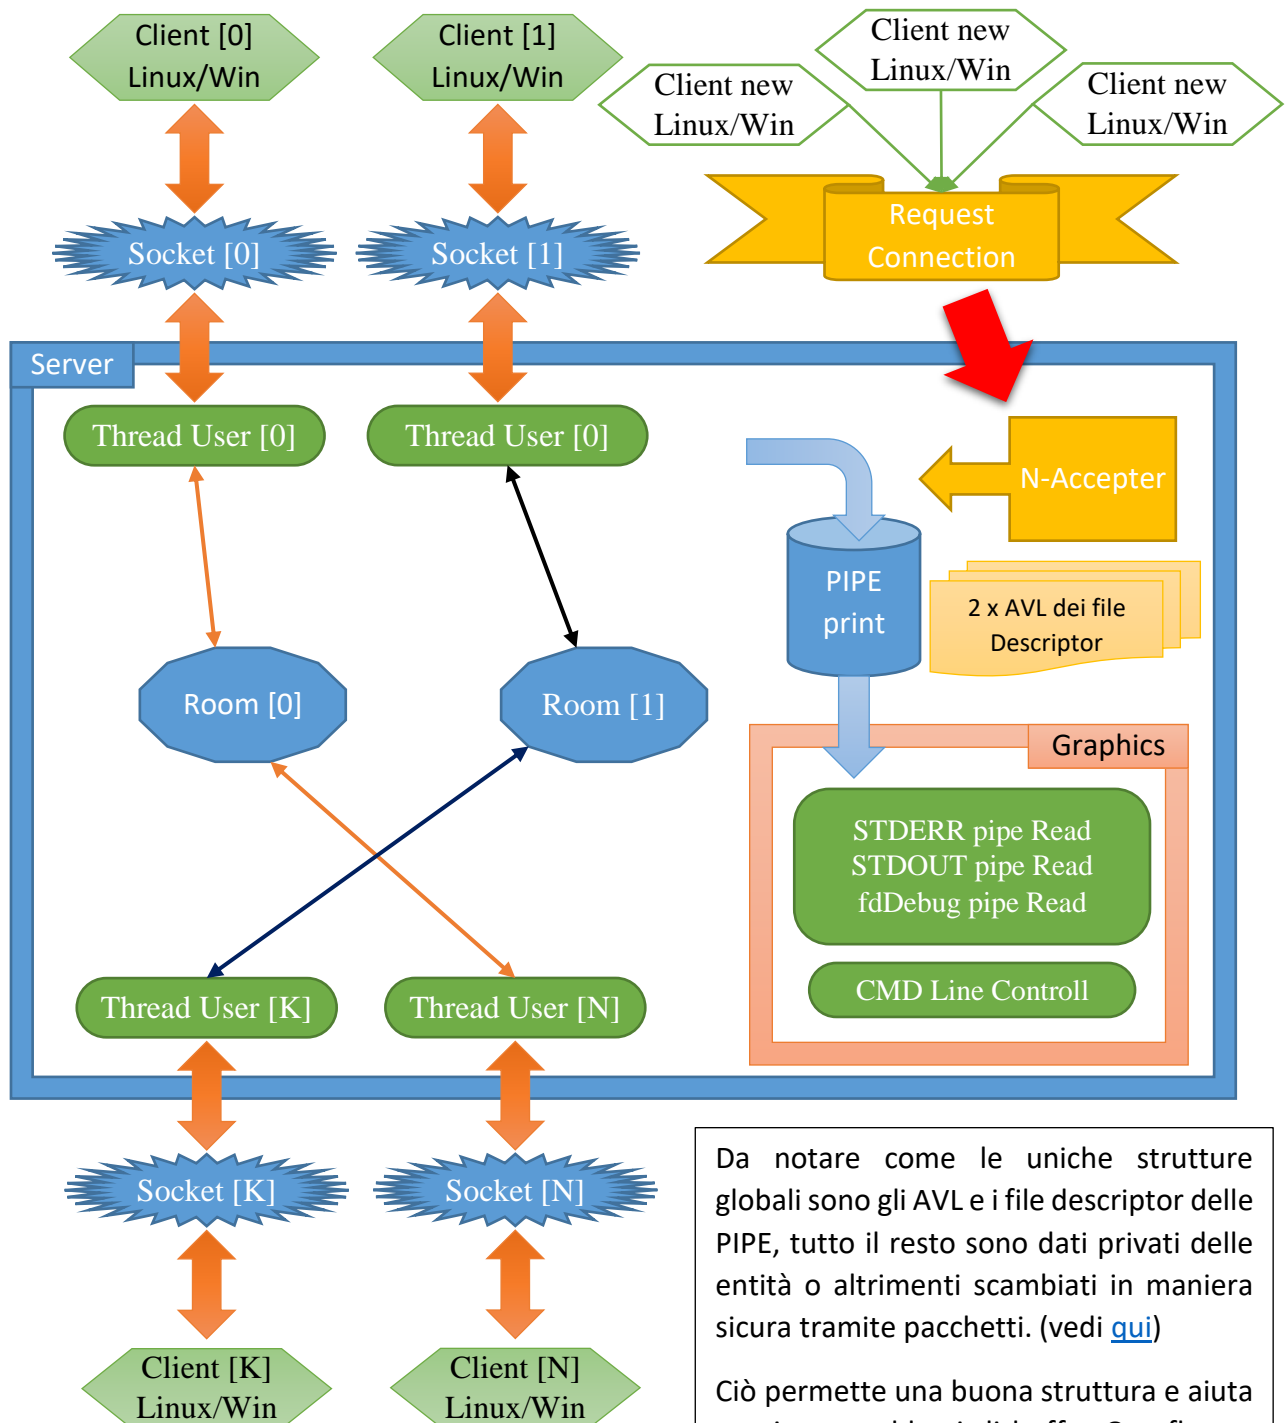 Client [0]
Linux/Win
Client [1]
Linux/Win
Client new
Linux/Win
Client new
Linux/Win
Client new
Linux/Win
Request
Connection
Socket [0]
Socket [1]
Server
Thread User [0]
Thread User [0]
N-Accepter
PIPE
print
2 x AVL dei file
Descriptor
Room [0]
Room [1]
Graphics
STDERR pipe Read
STDOUT pipe Read
fdDebug pipe Read
CMD Line Controll
Thread User [K]
Thread User [N]
Socket [K]
Socket [N]
Client [K]
Linux/Win
Client [N]
Linux/Win
Da notare come le uniche strutture
globali sono gli AVL e i file descriptor delle
PIPE, tutto il resto sono dati privati delle
entità o altrimenti scambiati in maniera
sicura tramite pacchetti. (vedi qui)
Ciò permette una buona struttura e aiuta